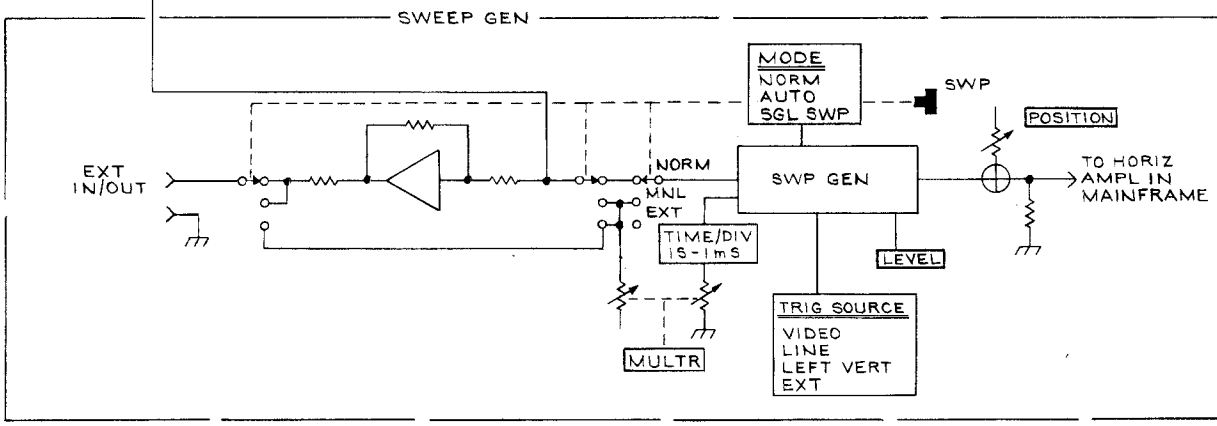 SWEEP GEN
MODE
NORM
AUTO
SGL SWP
SWP
POSITION
EXT
IN/OUT
NORM
MNL
EXT
SWP GEN
TO HORIZ
AMPL IN
MAINFRAME
TIME/DIV
1S-1mS
LEVEL
TRIG SOURCE
VIDEO
LINE
LEFT VERT
EXT
MULTR